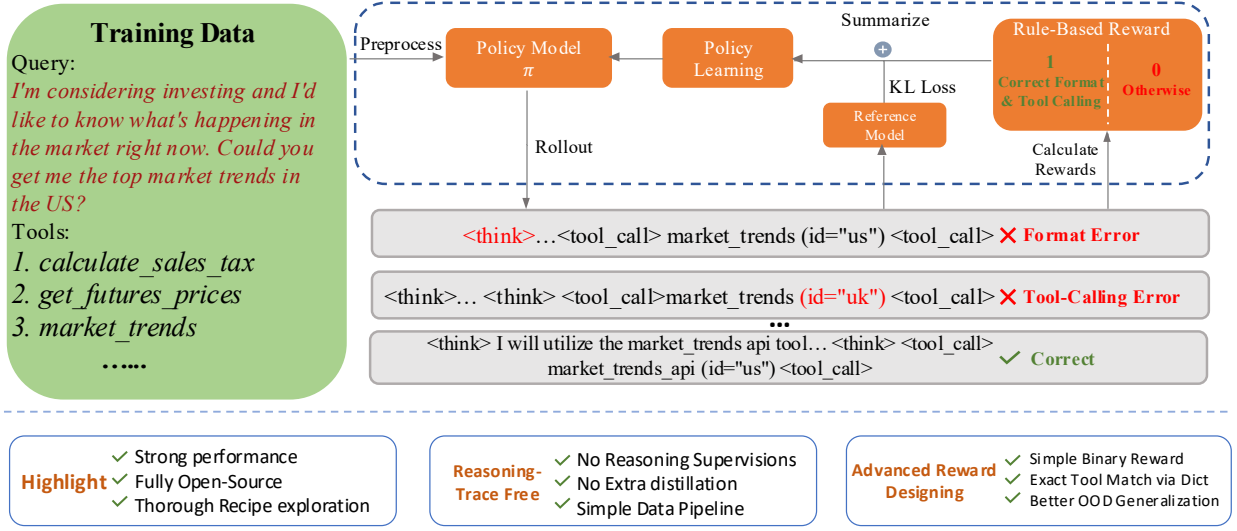 Training Data
Query:
I'm considering investing and I'd
like to know what's happening in
the market right now. Could you
get me the top market trends in
the US?
Tools:
1. calculate_sales_tax
2. get_futures_prices
3. market_trends
…...
Preprocess
Policy Model
π
Policy
Learning
Summarize
+
KL Loss
Reference
Model
Rule-Based Reward
1
Correct Format
& Tool Calling
0
Otherwise
Rollout
Calculate
Rewards
<think>…<tool_call> market_trends (id="us") <tool_call> ✕ Format Error
<think>… <think> <tool_call>market_trends (id="uk") <tool_call> ✕ Tool-Calling Error
...
<think> I will utilize the market_trends api tool… <think> <tool_call>
market_trends_api (id="us") <tool_call>
✓ Correct
Highlight
✓ Strong performance
✓ Fully Open-Source
✓ Thorough Recipe exploration
Reasoning-
Trace Free
✓ No Reasoning Supervisions
✓ No Extra distillation
✓ Simple Data Pipeline
Advanced Reward
Designing
✓ Simple Binary Reward
✓ Exact Tool Match via Dict
✓ Better OOD Generalization